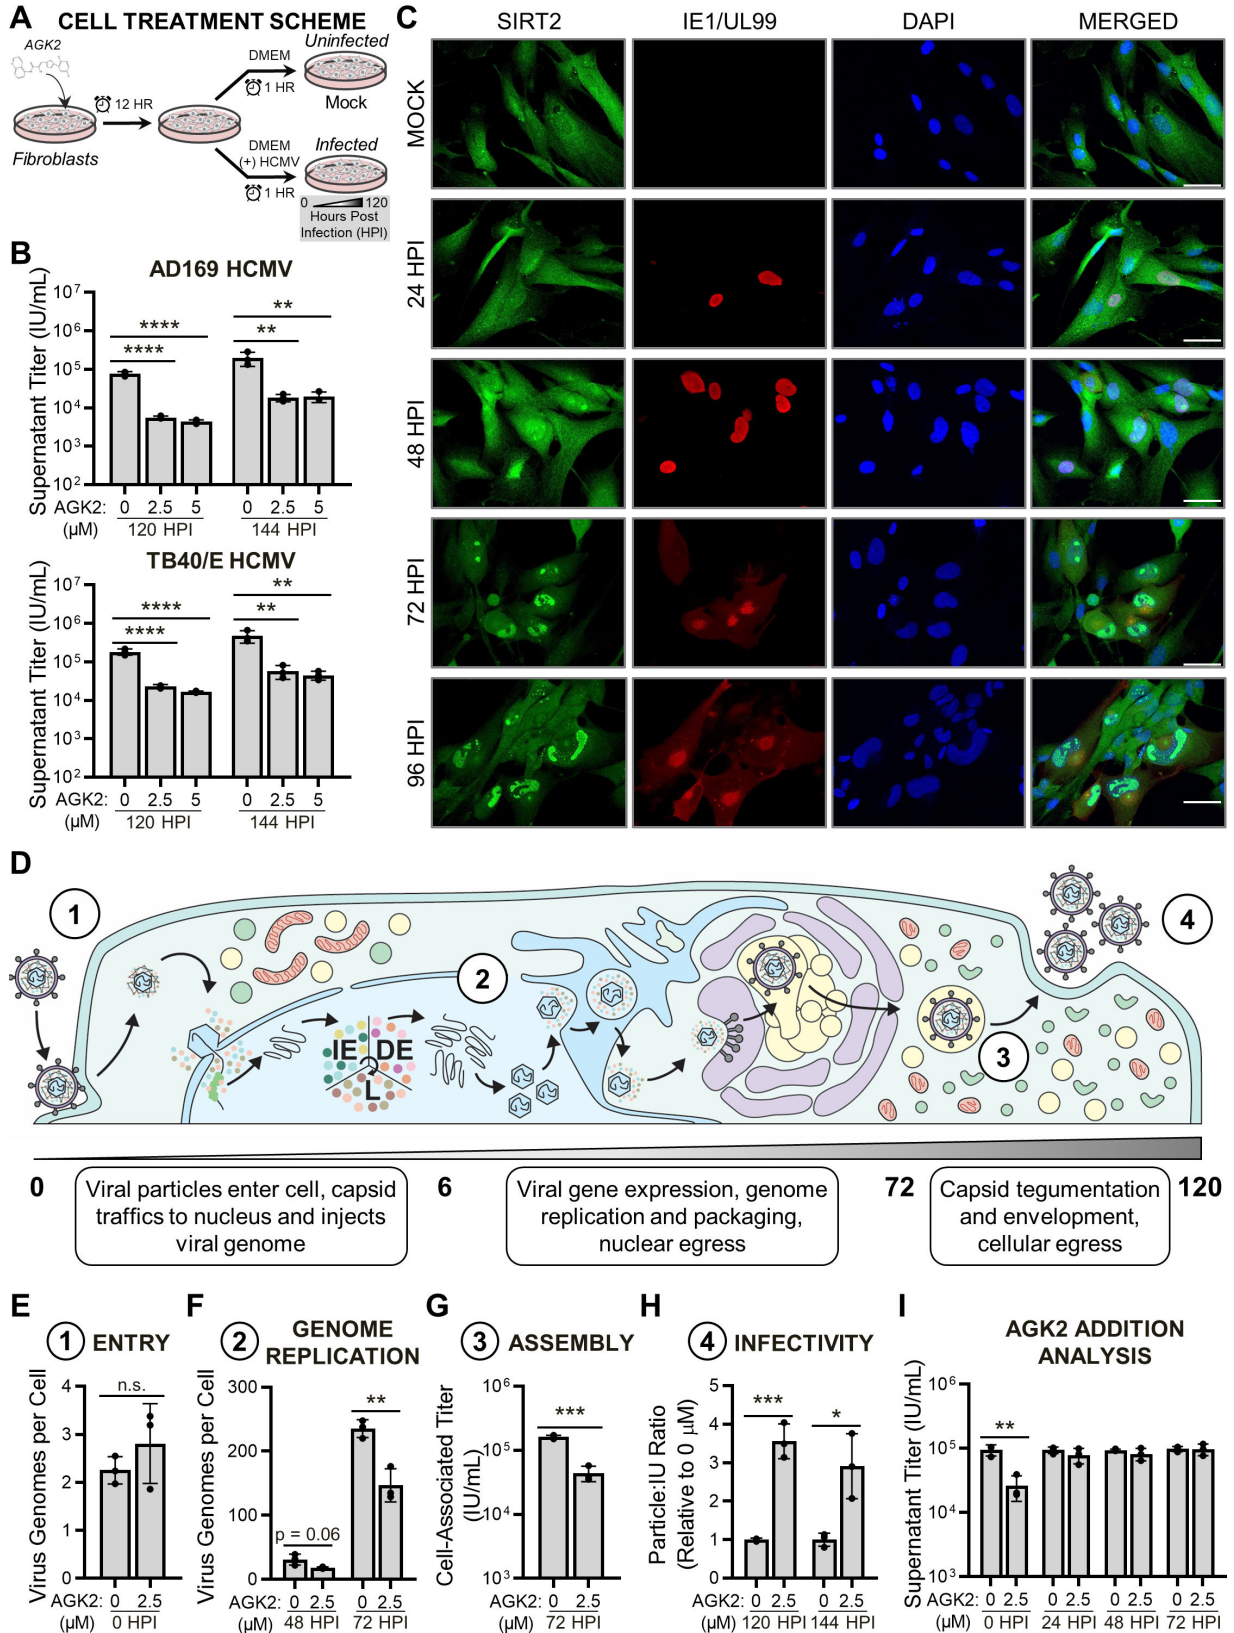 A CELL TREATMENT SCHEME
AGK2
12 HR
Fibroblasts
DMEM
1 HR
Uninfected
Mock
DMEM
(+) HCMV
1 HR
Infected
0 120
Hours Post
Infection (HPI)
B
AD169 HCMV
Supernatant Titer (IU/mL)
10⁷
10⁶
10⁵
10⁴
10³
10²
**** **
**** **
AGK2: 0 2.5 5 0 2.5 5
(µM) 120 HPI 144 HPI
TB40/E HCMV
Supernatant Titer (IU/mL)
10⁷
10⁶
10⁵
10⁴
10³
10²
**** **
**** **
AGK2: 0 2.5 5 0 2.5 5
(µM) 120 HPI 144 HPI
C SIRT2 IE1/UL99 DAPI MERGED
MOCK
24 HPI
48 HPI
72 HPI
96 HPI
D
1
2
3
4
IE DE
L
0 6 72 120
Viral particles enter cell, capsid
traffics to nucleus and injects
viral genome
Viral gene expression, genome
replication and packaging,
nuclear egress
Capsid tegumentation
and envelopment,
cellular egress
E
1 ENTRY
Virus Genomes per Cell
4
3
2
1
0
n.s.
AGK2: 0 2.5
(µM) 0 HPI
F
2 GENOME
REPLICATION
Virus Genomes per Cell
300
200
100
0
**
p = 0.06
AGK2: 0 2.5 0 2.5
(µM) 48 HPI 72 HPI
G
3 ASSEMBLY
Cell-Associated Titer
(IU/mL)
10⁶
10⁵
10⁴
10³
***
AGK2: 0 2.5
(µM) 72 HPI
H
4 INFECTIVITY
Particle:IU Ratio
(Relative to 0 µM)
5
4
3
2
1
0
*** *
AGK2: 0 2.5 0 2.5
(µM) 120 HPI 144 HPI
I
AGK2 ADDITION
ANALYSIS
Supernatant Titer (IU/mL)
10⁶
10⁵
10⁴
10³
**
AGK2: 0 2.5 0 2.5 0 2.5 0 2.5
(µM) 0 HPI 24 HPI 48 HPI 72 HPI